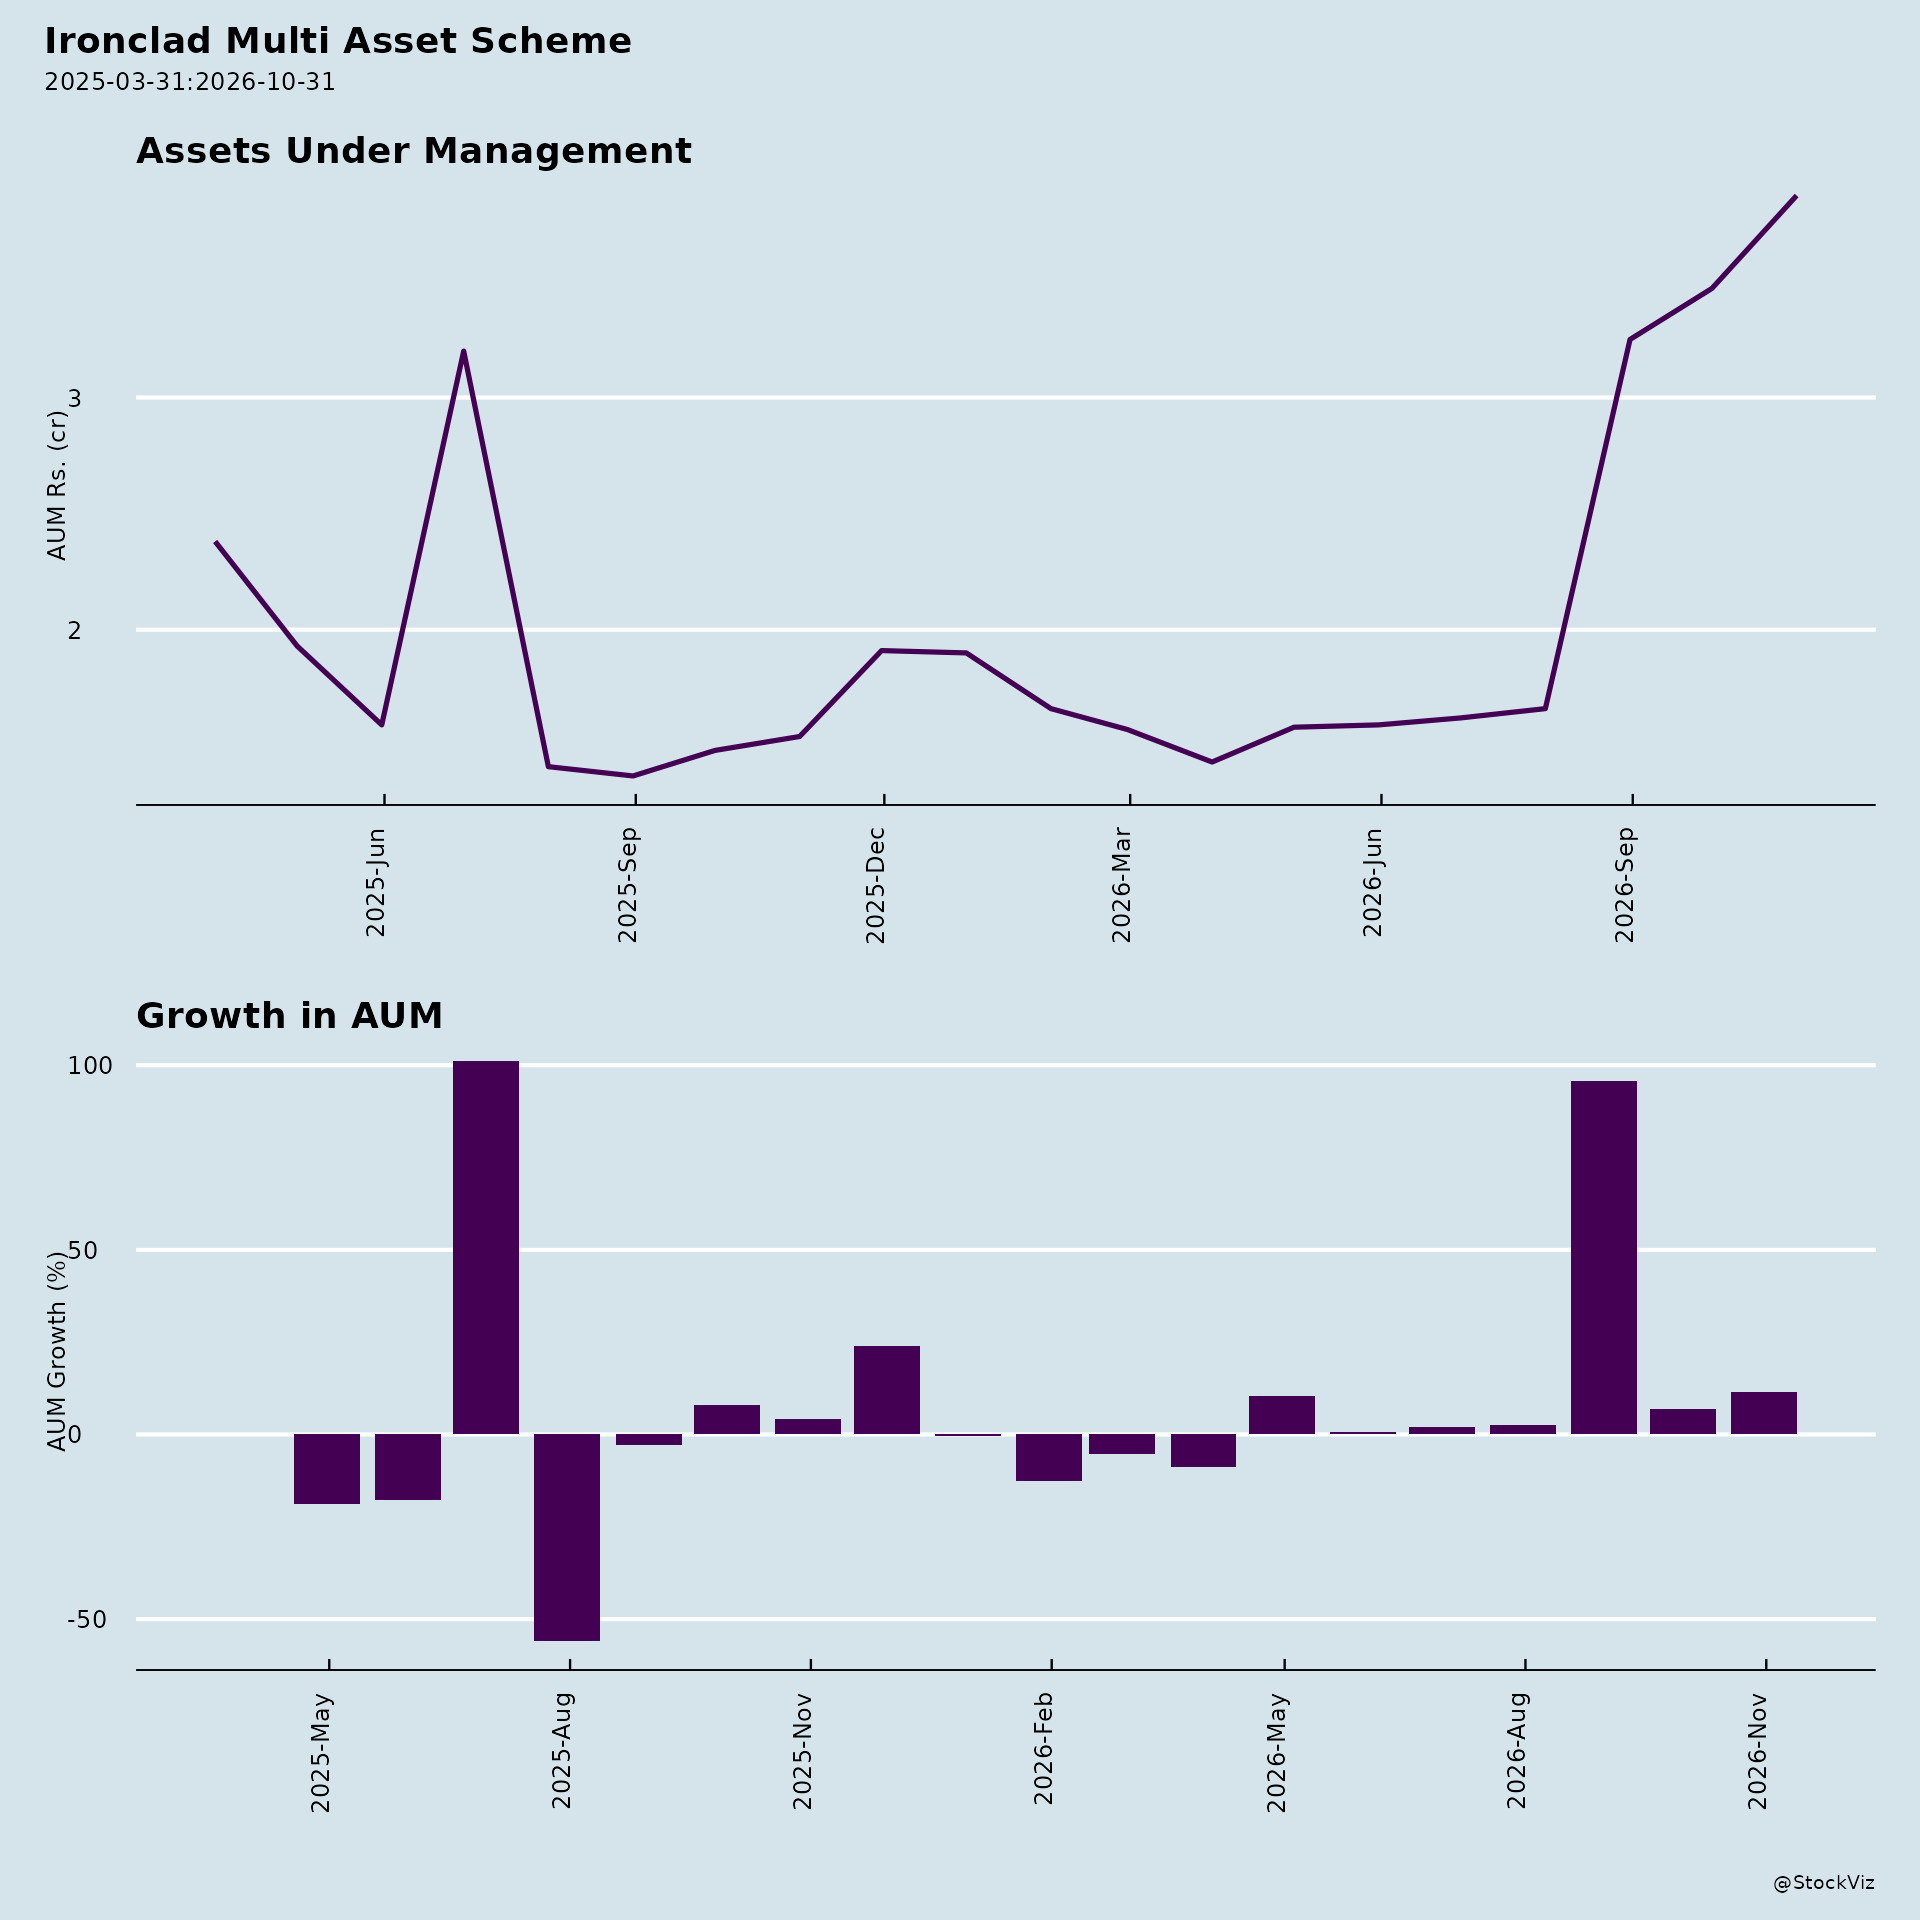 Ironclad Multi Asset Scheme
2025-03-31:2026-10-31
Assets Under Management
AUM Rs. (cr)
3
2
2025-Jun
2025-Sep
2025-Dec
2026-Mar
2026-Jun
2026-Sep
Growth in AUM
AUM Growth (%)
100
50
0
-50
2025-May
2025-Aug
2025-Nov
2026-Feb
2026-May
2026-Aug
2026-Nov
@StockViz